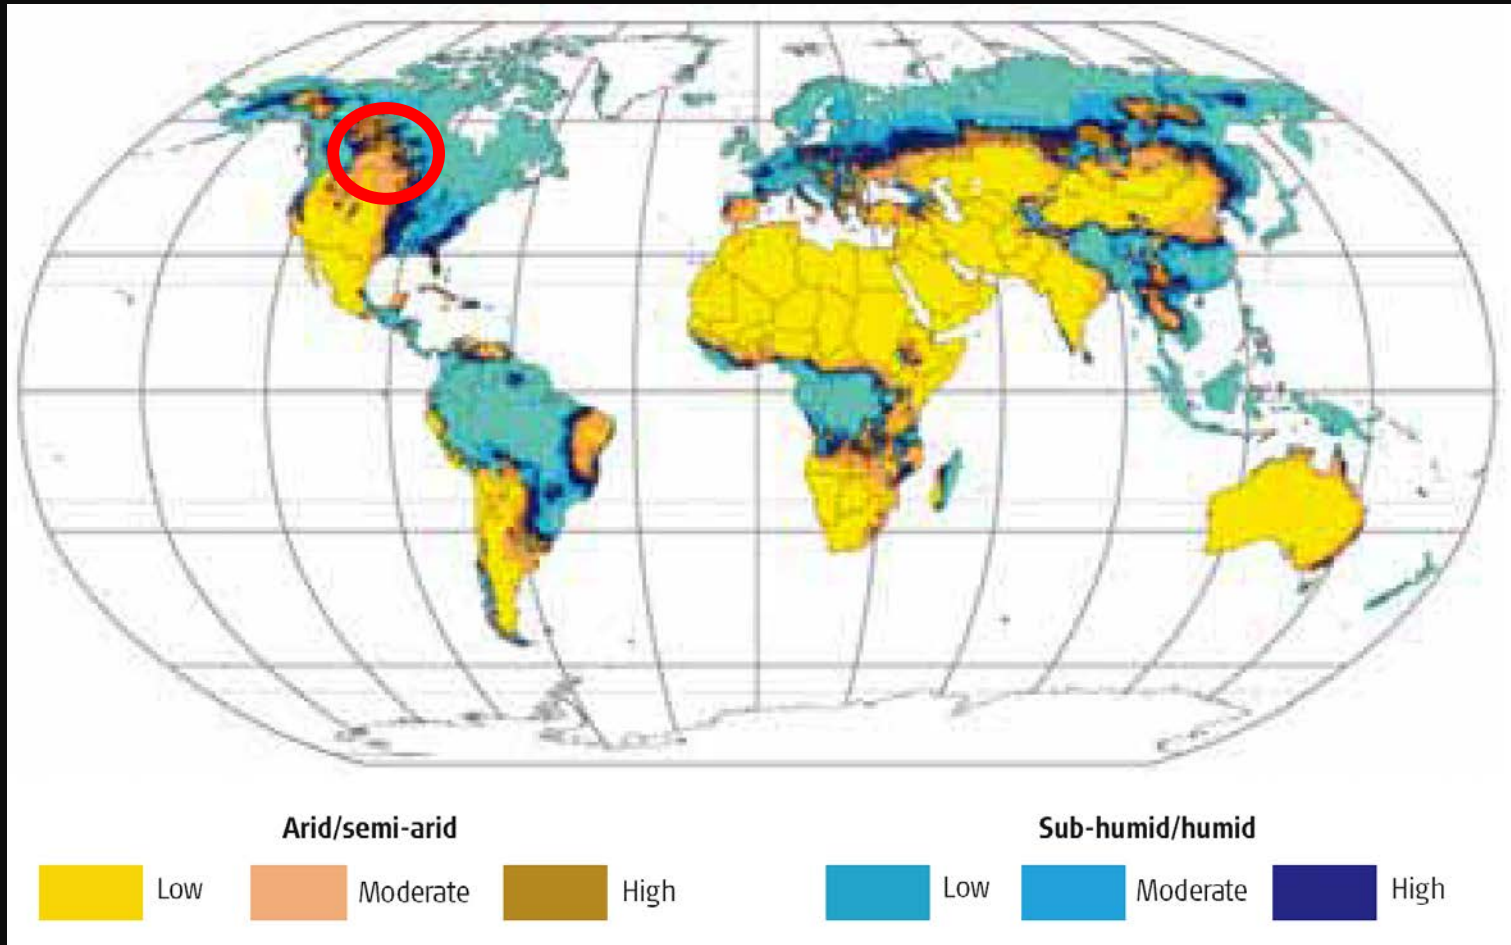 Arid/semi-arid
Sub-humid/humid
Low
Moderate
High
Low
Moderate
High